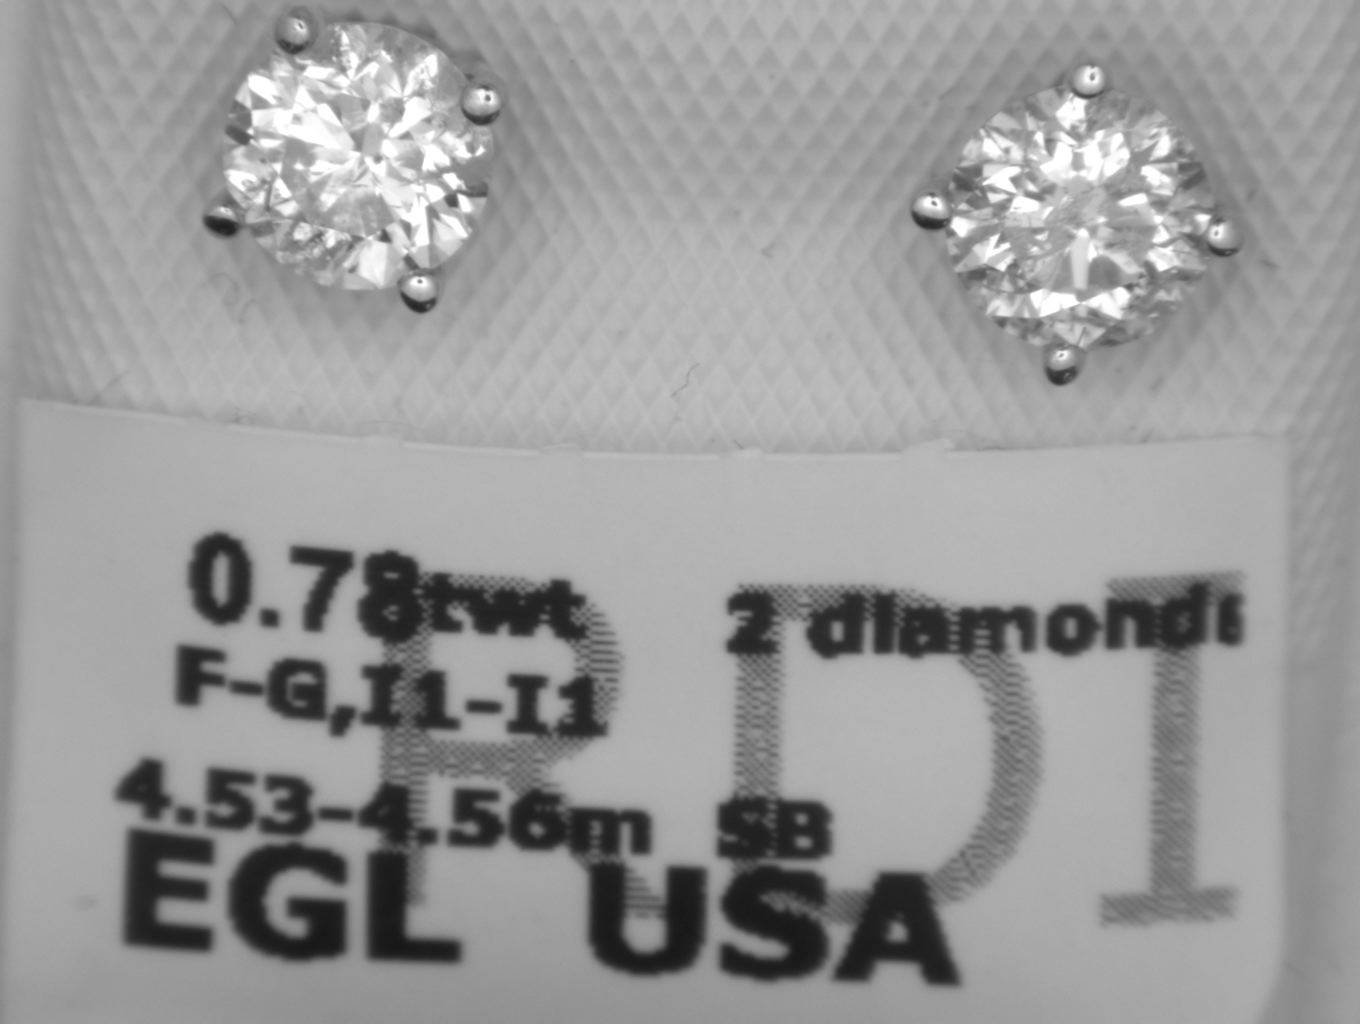 0.78twt 2 diamonds
F-G,I1-I1
4.53-4.56m SB
EGL USA
RDI